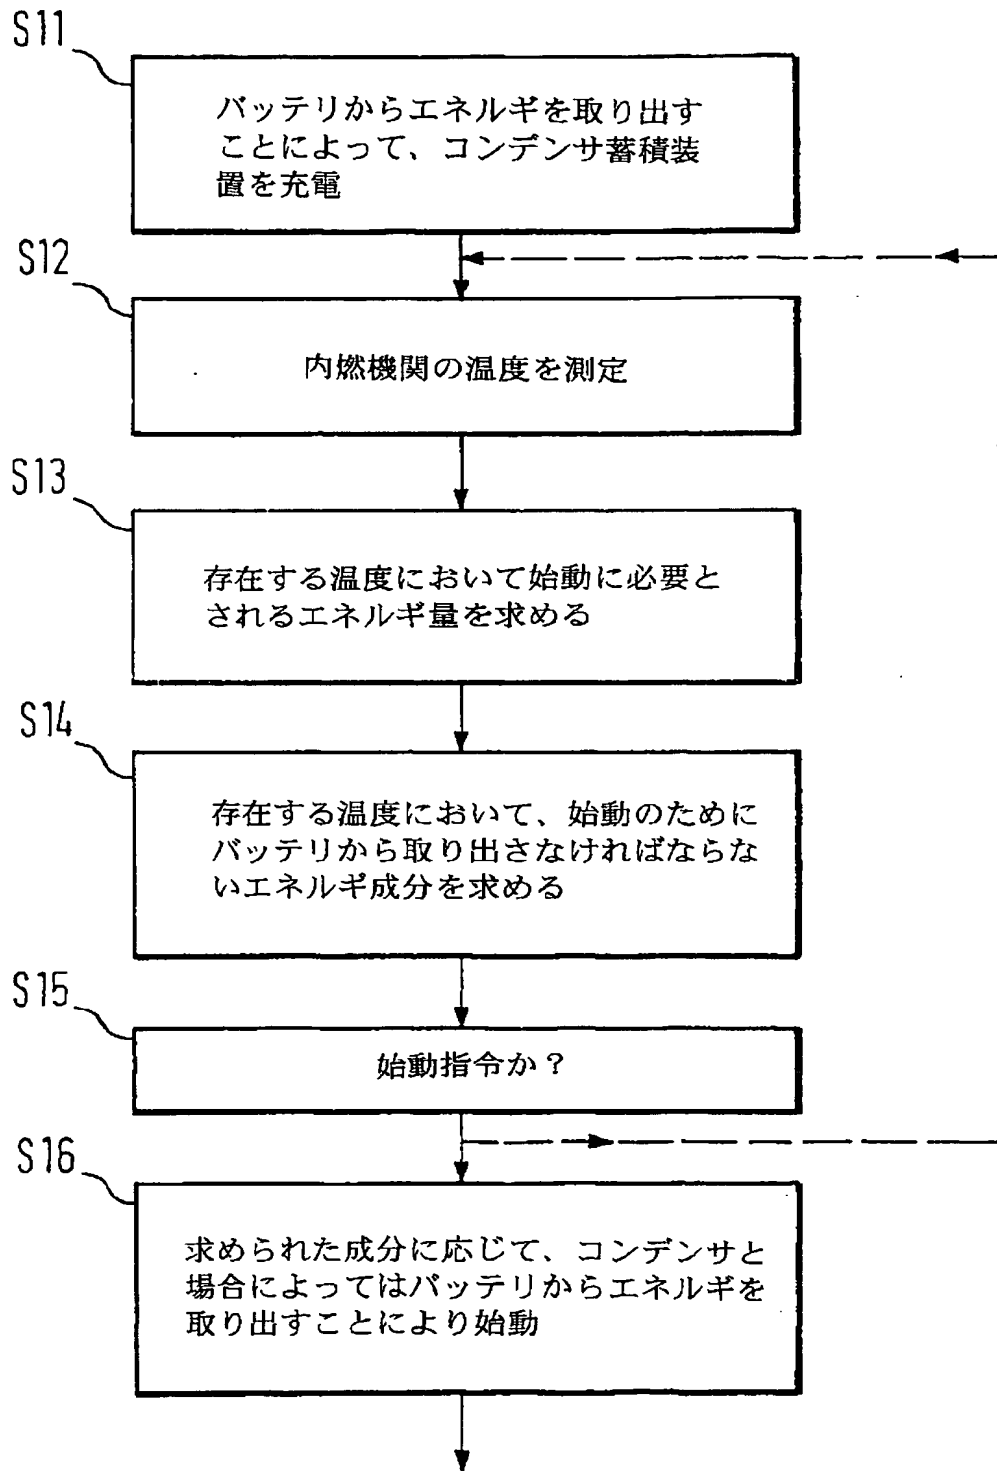 S11
バッテリからエネルギを取り出す
ことによって、コンデンサ蓄積装
置を充電
S12
内燃機関の温度を測定
S13
存在する温度において始動に必要と
されるエネルギ量を求める
S14
存在する温度において、始動のために
バッテリから取り出さなければならな
いエネルギ成分を求める
S15
始動指令か？
S16
求められた成分に応じて、コンデンサと
場合によってはバッテリからエネルギを
取り出すことにより始動